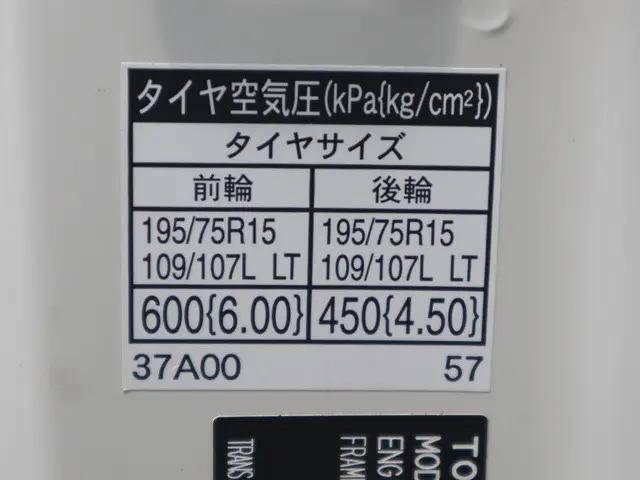 タイヤ空気圧(kPa{kg/cm²})
タイヤサイズ
前輪 後輪
195/75R15 195/75R15
109/107L LT 109/107L LT
600{6.00} 450{4.50}
37A00 57
TO
MOD
ENG
FRAM
TRANS